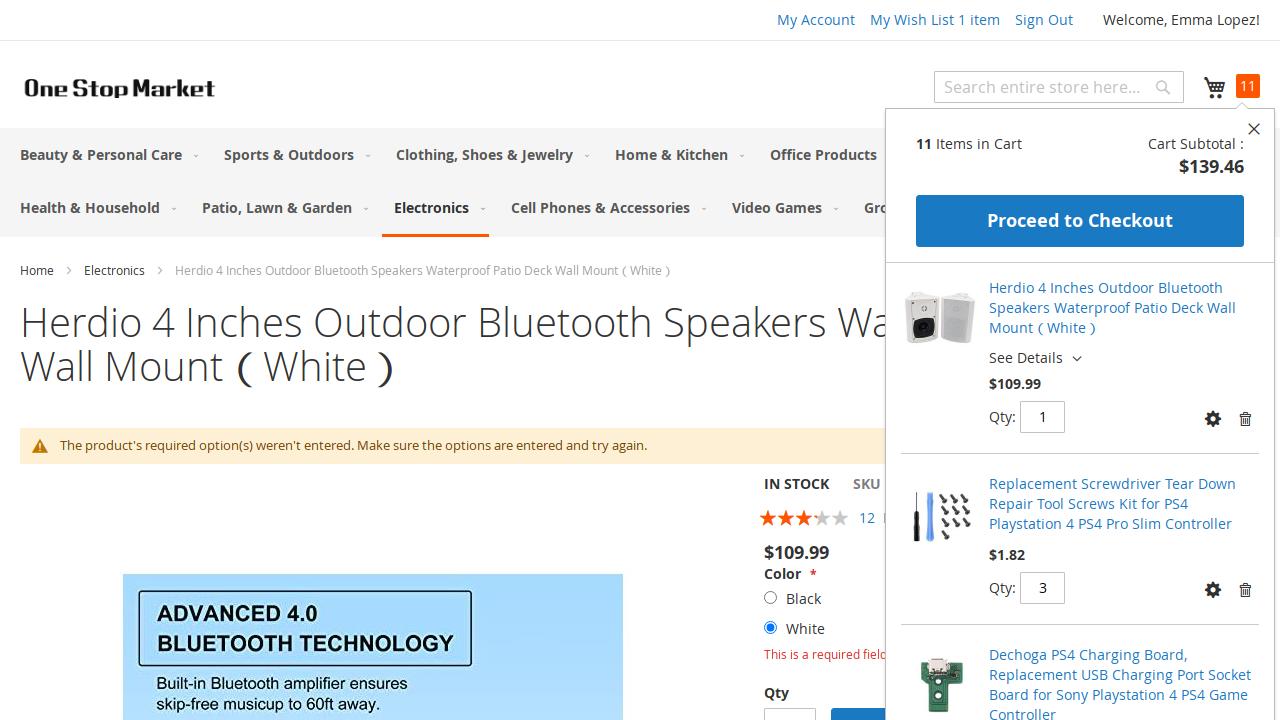 My Account
My Wish List 1 item
Sign Out
Welcome, Emma Lopez!
One Stop Market
Search entire store here...
11
Beauty & Personal Care
Sports & Outdoors
Clothing, Shoes & Jewelry
Home & Kitchen
Office Products
Health & Household
Patio, Lawn & Garden
Electronics
Cell Phones & Accessories
Video Games
Home
Electronics
Herdio 4 Inches Outdoor Bluetooth Speakers Waterproof Patio Deck Wall Mount（White）
Herdio 4 Inches Outdoor Bluetooth Speakers
Wall Mount（White）
The product's required option(s) weren't entered. Make sure the options are entered and try again.
IN STOCK
SKU
12
$109.99
Color *
Black
White
This is a required field
Qty
ADVANCED 4.0
BLUETOOTH TECHNOLOGY
Built-in Bluetooth amplifier ensures
skip-free musicup to 60ft away.
11 Items in Cart
Cart Subtotal :
$139.46
Proceed to Checkout
Herdio 4 Inches Outdoor Bluetooth
Speakers Waterproof Patio Deck Wall
Mount（White）
See Details
$109.99
Qty: 1
Replacement Screwdriver Tear Down
Repair Tool Screws Kit for PS4
Playstation 4 PS4 Pro Slim Controller
$1.82
Qty: 3
Dechoga PS4 Charging Board,
Replacement USB Charging Port Socket
Board for Sony Playstation 4 PS4 Game
Controller